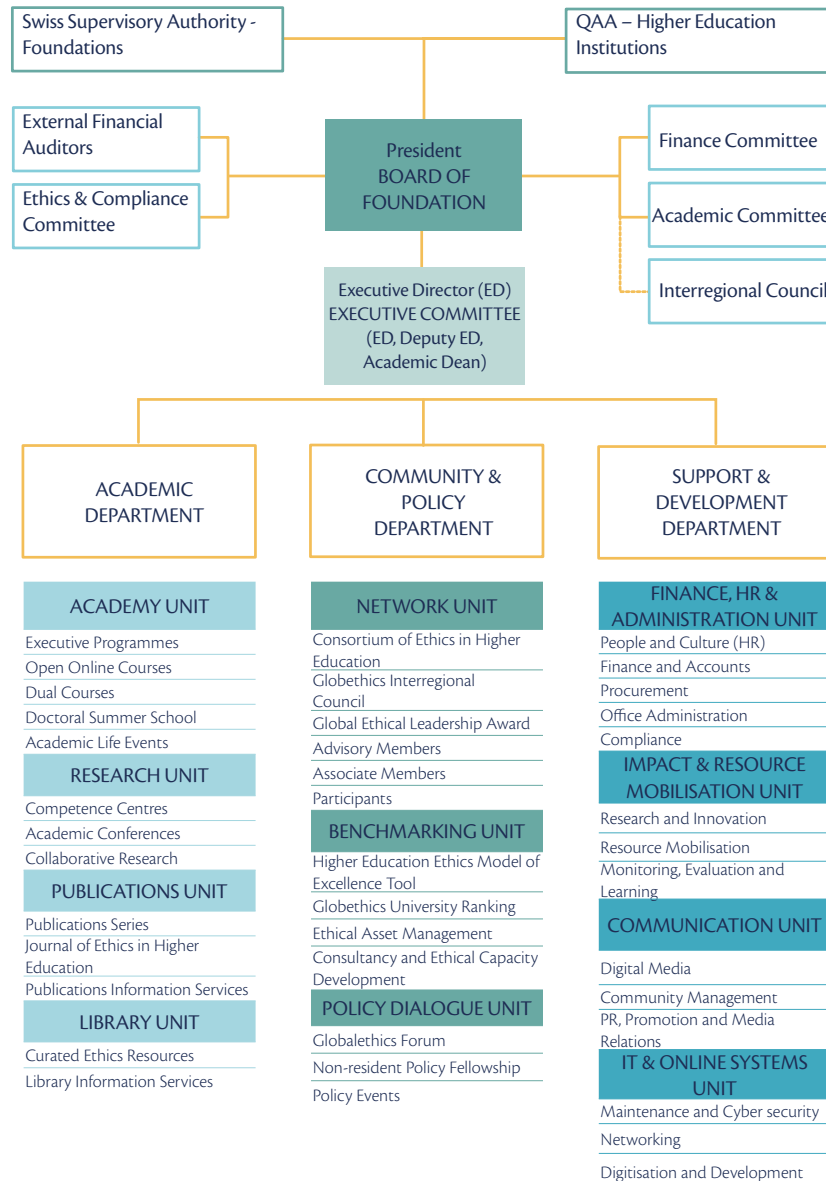 Swiss Supervisory Authority -
Foundations
QAA – Higher Education
Institutions
External Financial
Auditors
Ethics & Compliance
Committee
President
BOARD OF
FOUNDATION
Finance Committee
Academic Committee
Interregional Council
Executive Director (ED)
EXECUTIVE COMMITTEE
(ED, Deputy ED,
Academic Dean)
ACADEMIC
DEPARTMENT
COMMUNITY &
POLICY
DEPARTMENT
SUPPORT &
DEVELOPMENT
DEPARTMENT
ACADEMY UNIT
Executive Programmes
Open Online Courses
Dual Courses
Doctoral Summer School
Academic Life Events
RESEARCH UNIT
Competence Centres
Academic Conferences
Collaborative Research
PUBLICATIONS UNIT
Publications Series
Journal of Ethics in Higher
Education
Publications Information Services
LIBRARY UNIT
Curated Ethics Resources
Library Information Services
NETWORK UNIT
Consortium of Ethics in Higher
Education
Globethics Interregional
Council
Global Ethical Leadership Award
Advisory Members
Associate Members
Participants
BENCHMARKING UNIT
Higher Education Ethics Model of
Excellence Tool
Globethics University Ranking
Ethical Asset Management
Consultancy and Ethical Capacity
Development
POLICY DIALOGUE UNIT
Globalethics Forum
Non-resident Policy Fellowship
Policy Events
FINANCE, HR &
ADMINISTRATION UNIT
People and Culture (HR)
Finance and Accounts
Procurement
Office Administration
Compliance
IMPACT & RESOURCE
MOBILISATION UNIT
Research and Innovation
Resource Mobilisation
Monitoring, Evaluation and
Learning
COMMUNICATION UNIT
Digital Media
Community Management
PR, Promotion and Media
Relations
IT & ONLINE SYSTEMS
UNIT
Maintenance and Cyber security
Networking
Digitisation and Development